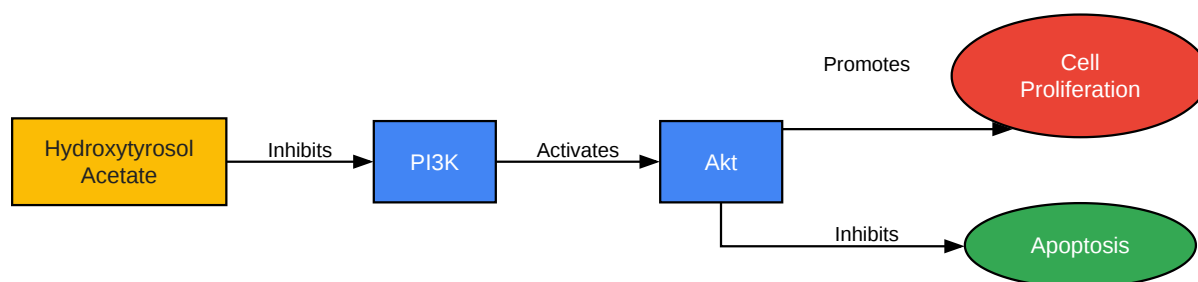 Hydroxytyrosol
Acetate
Inhibits
PI3K
Activates
Akt
Promotes
Cell
Proliferation
Inhibits
Apoptosis